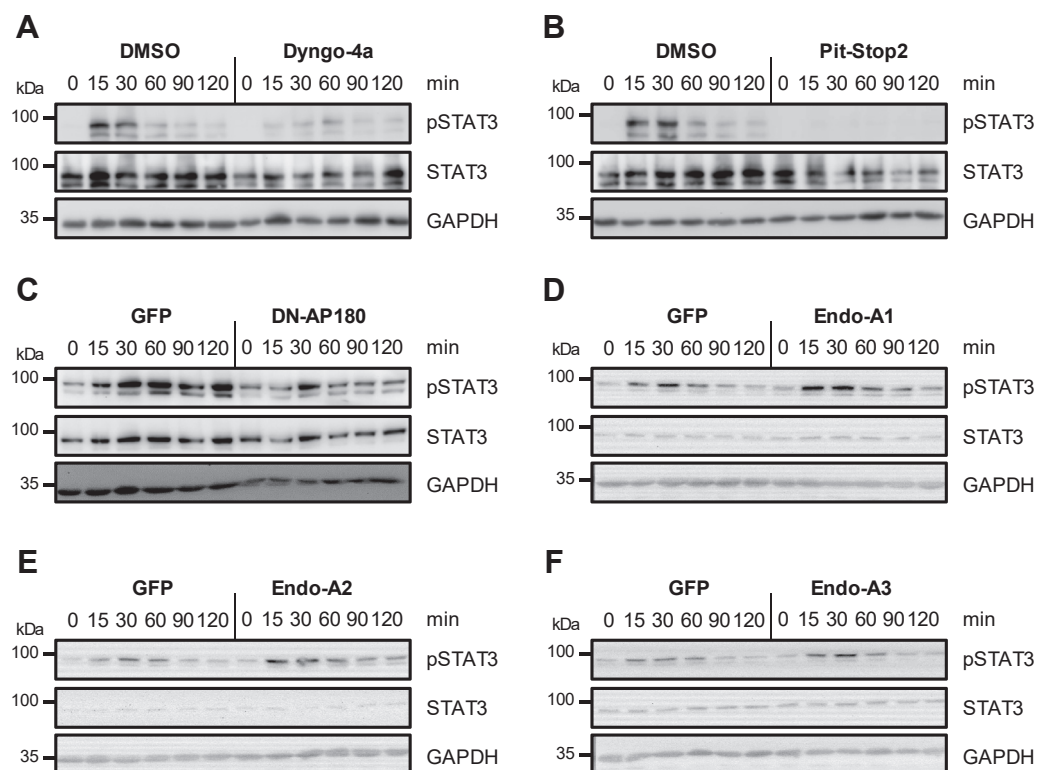 A B
DMSO Dyngo-4a DMSO Pit-Stop2
kDa 0 15 30 60 90 120 0 15 30 60 90 120 min kDa 0 15 30 60 90 120 0 15 30 60 90 120 min
100 pSTAT3 100 pSTAT3
100 STAT3 100 STAT3
35 GAPDH 35 GAPDH
C D
GFP DN-AP180 GFP Endo-A1
kDa 0 15 30 60 90 120 0 15 30 60 90 120 min kDa 0 15 30 60 90 120 0 15 30 60 90 120 min
100 pSTAT3 100 pSTAT3
100 STAT3 100 STAT3
35 GAPDH 35 GAPDH
E F
GFP Endo-A2 GFP Endo-A3
kDa 0 15 30 60 90 120 0 15 30 60 90 120 min kDa 0 15 30 60 90 120 0 15 30 60 90 120 min
100 pSTAT3 100 pSTAT3
100 STAT3 100 STAT3
35 GAPDH 35 GAPDH